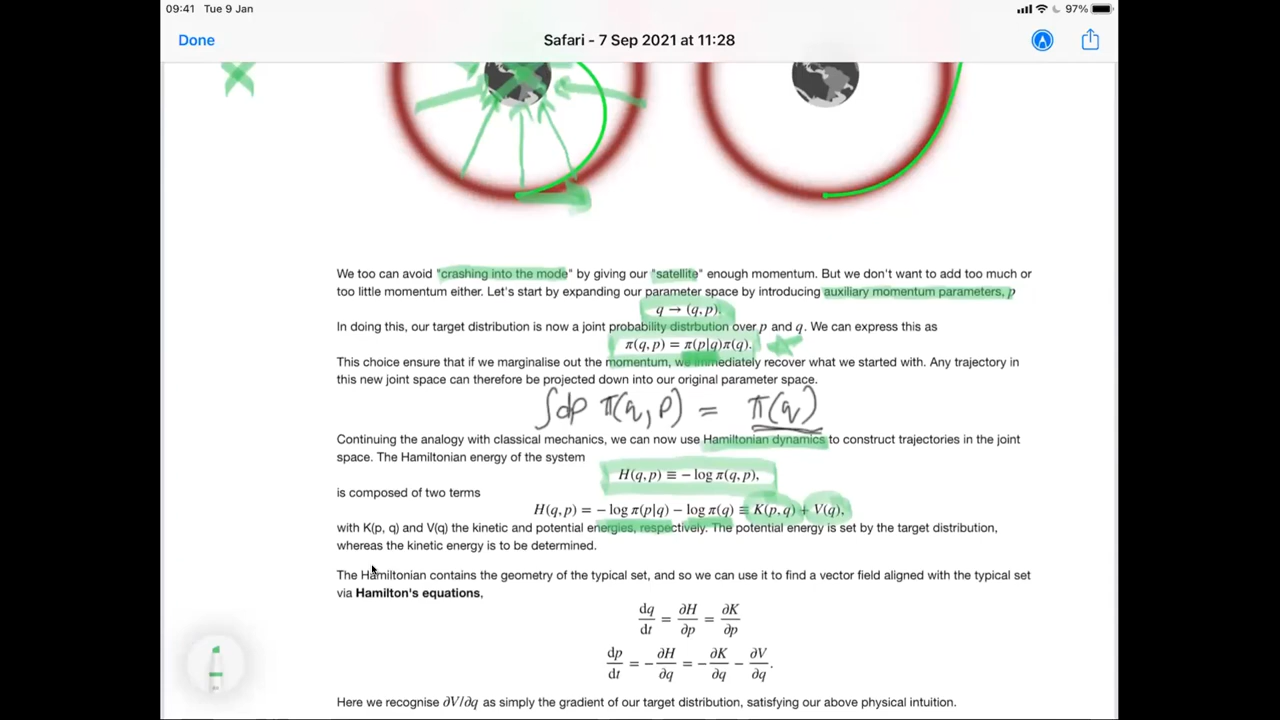 09:41 Tue 9 Jan 97%
Done Safari - 7 Sep 2021 at 11:28
We too can avoid "crashing into the mode" by giving our "satellite" enough momentum. But we don't want to add too much or
too little momentum either. Let's start by expanding our parameter space by introducing auxiliary momentum parameters, p
q → (q, p).
In doing this, our target distribution is now a joint probability distrbution over p and q. We can express this as
π(q, p) = π(p|q)π(q).
This choice ensure that if we marginalise out the momentum, we immediately recover what we started with. Any trajectory in
this new joint space can therefore be projected down into our original parameter space.
∫dp π(q, p) = π(q)
Continuing the analogy with classical mechanics, we can now use Hamiltonian dynamics to construct trajectories in the joint
space. The Hamiltonian energy of the system
H(q, p) ≡ − log π(q, p),
is composed of two terms
H(q, p) = − log π(p|q) − log π(q) ≡ K(p, q) + V(q),
with K(p, q) and V(q) the kinetic and potential energies, respectively. The potential energy is set by the target distribution,
whereas the kinetic energy is to be determined.
The Hamiltonian contains the geometry of the typical set, and so we can use it to find a vector field aligned with the typical set
via Hamilton's equations,
dq/dt = ∂H/∂p = ∂K/∂p
dp/dt = −∂H/∂q = −∂K/∂q − ∂V/∂q.
Here we recognise ∂V/∂q as simply the gradient of our target distribution, satisfying our above physical intuition.